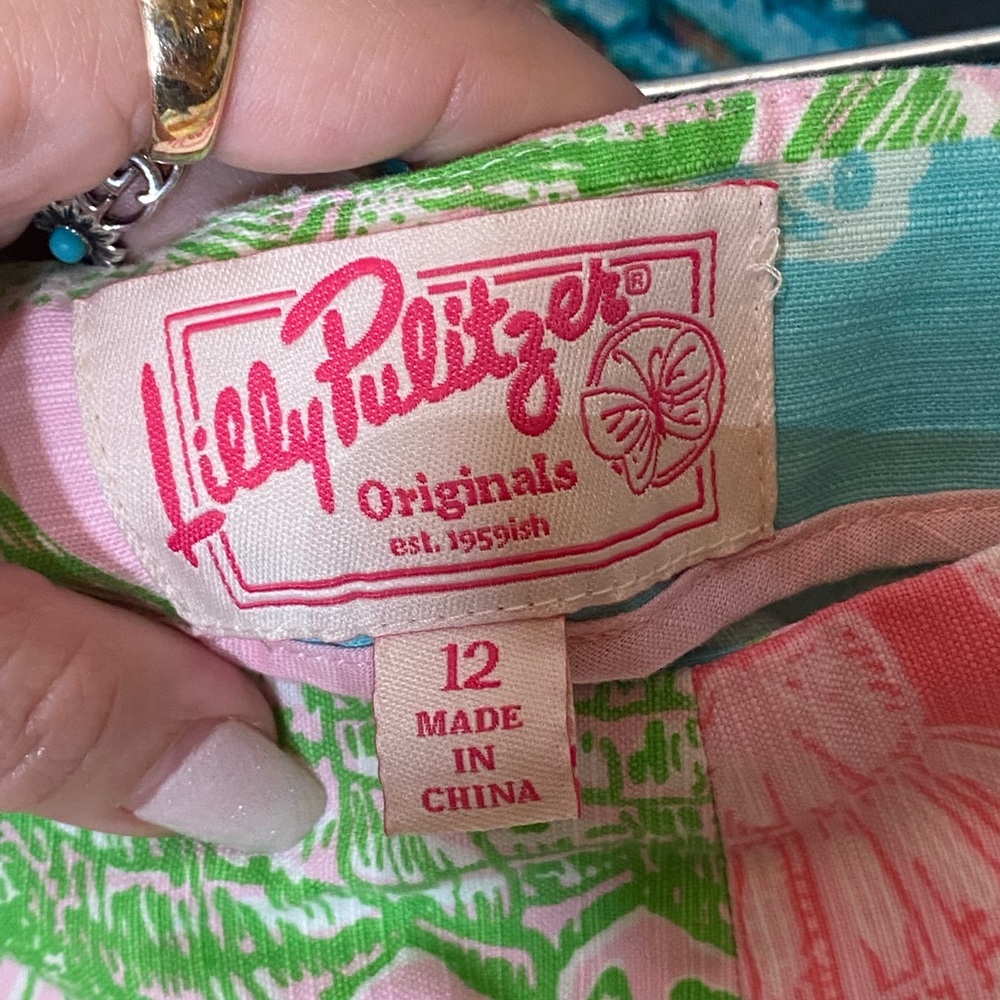 Lilly Pulitzer®
Originals
est. 1959ish
12
MADE
IN
CHINA